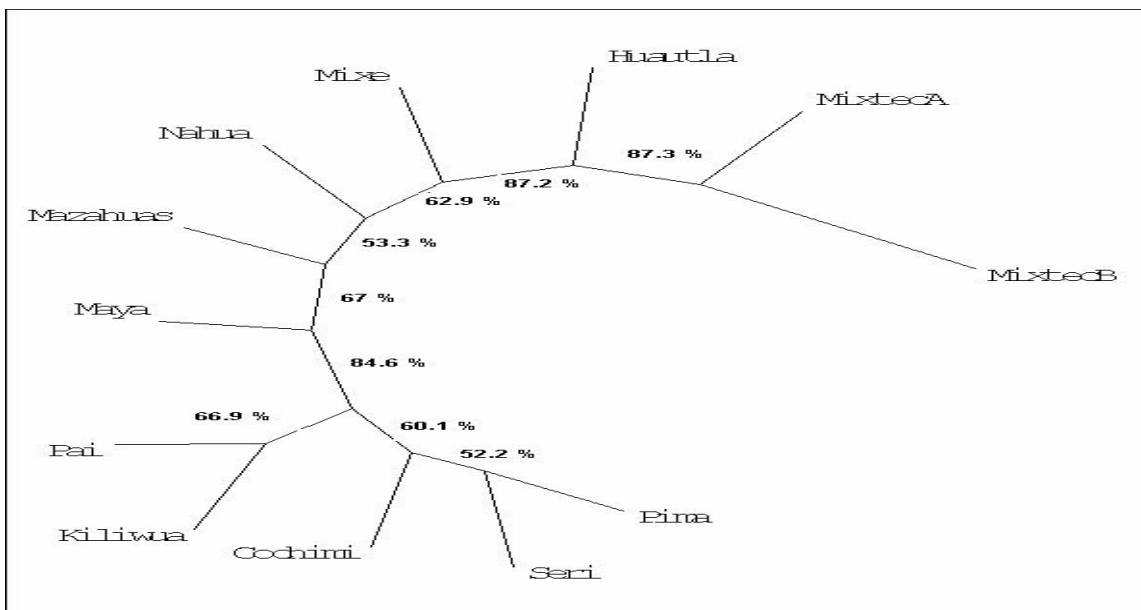 Huautla
Mixe
MixtecA
Nahua
87.3 %
87.2 %
62.9 %
Mazahuas
53.3 %
MixtecB
67 %
Maya
84.6 %
66.9 %
60.1 %
Pai
52.2 %
Pima
Kiliwua
Cochimi
Seri